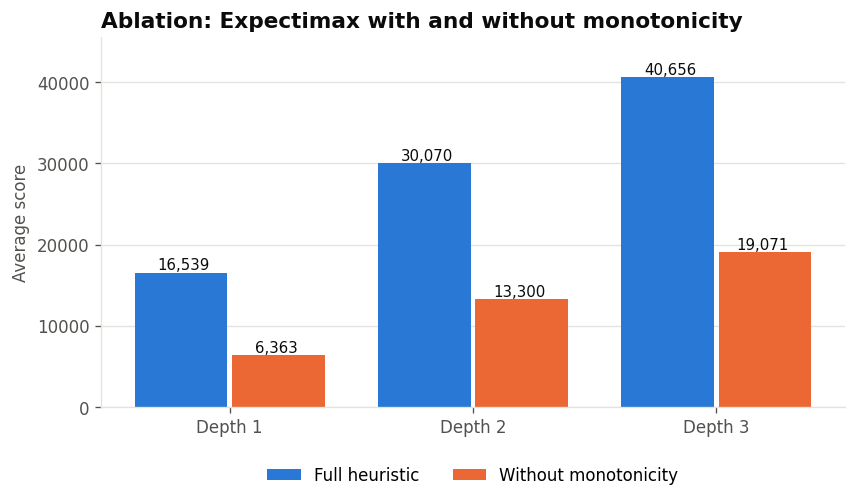 Ablation: Expectimax with and without monotonicity
Average score
40000
30000
20000
10000
0
16,539
6,363
30,070
13,300
40,656
19,071
Depth 1
Depth 2
Depth 3
Full heuristic
Without monotonicity